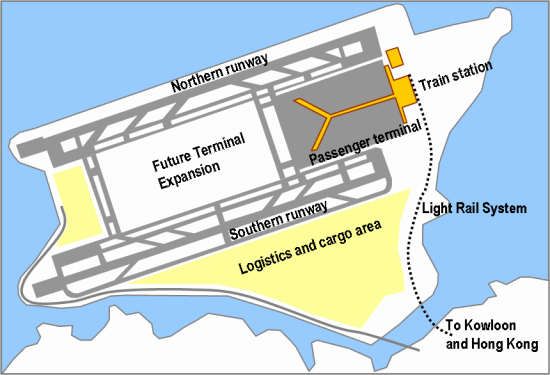 Northern runway
Train station
Future Terminal
Expansion
Passenger terminal
Southern runway
Light Rail System
Logistics and cargo area
To Kowloon
and Hong Kong